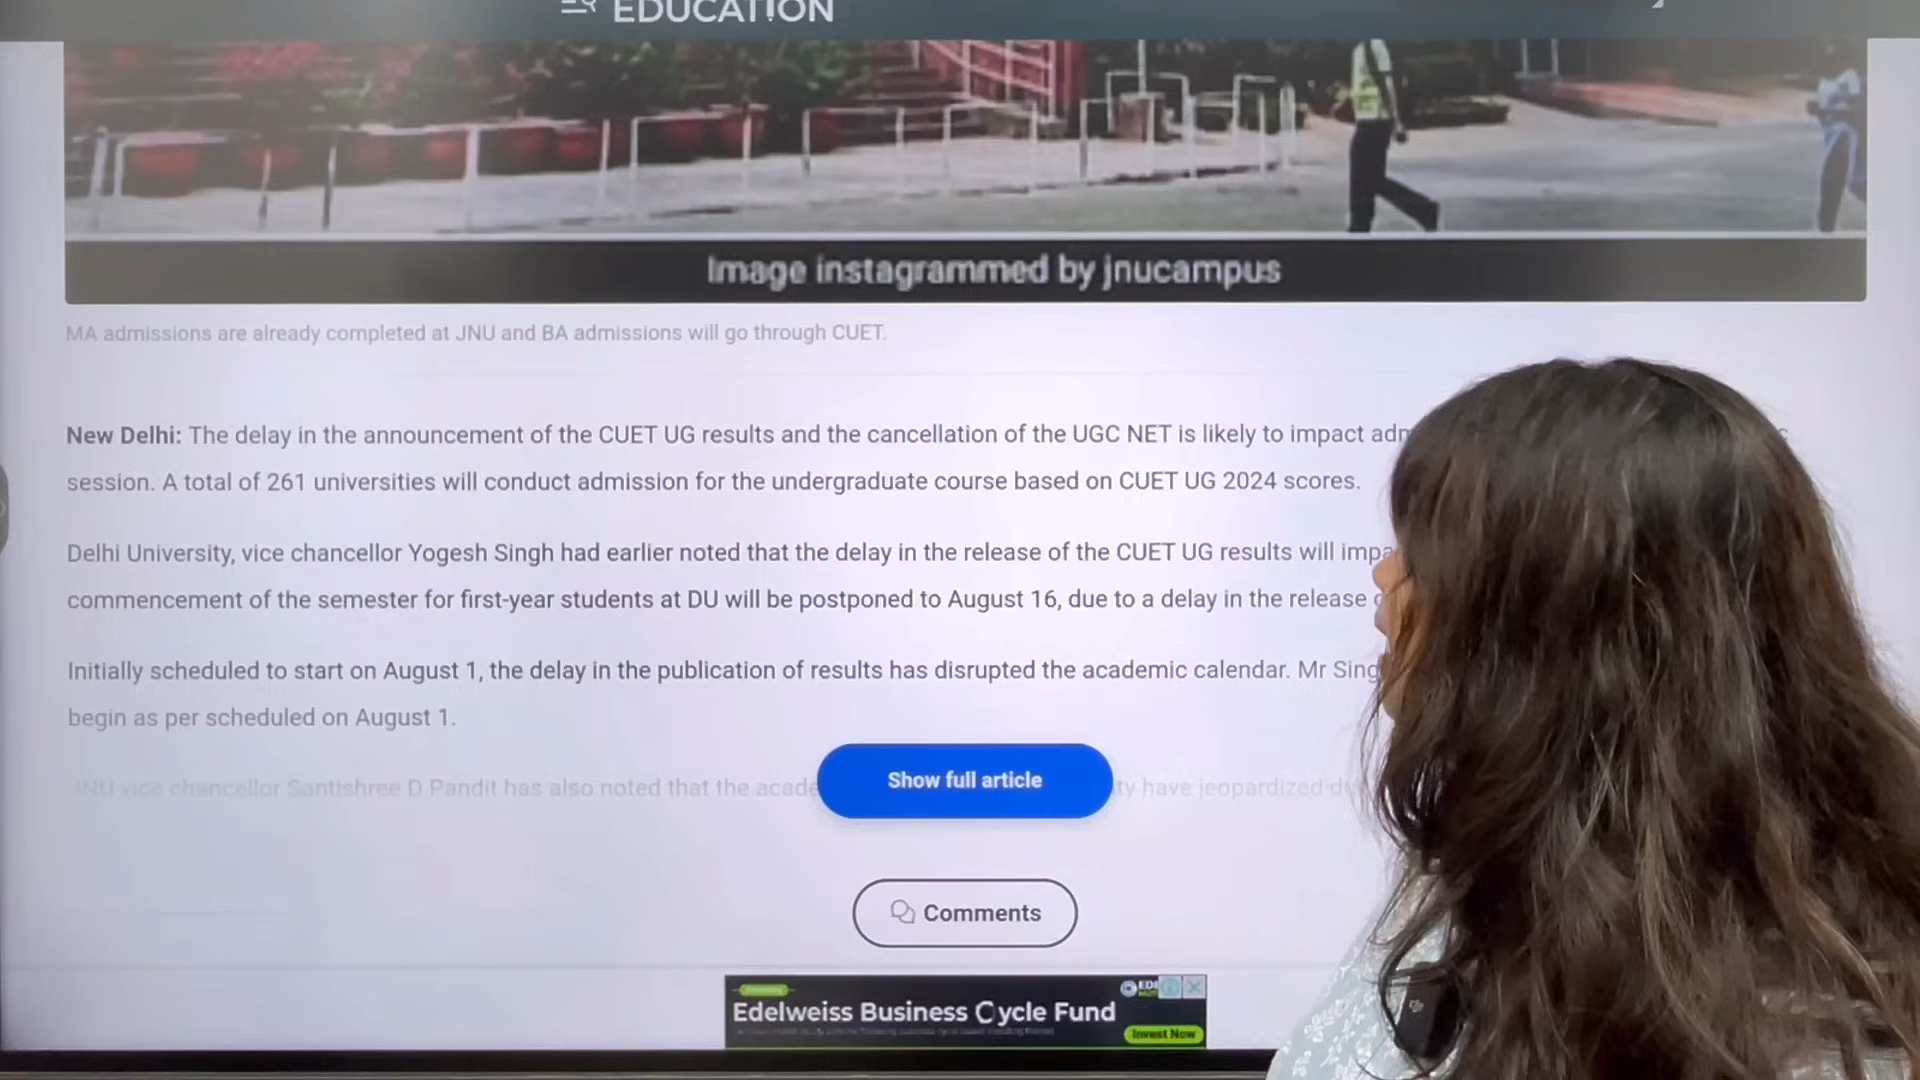 EDUCATION
Image instagrammed by jnucampus
MA admissions are already completed at JNU and BA admissions will go through CUET.
New Delhi: The delay in the announcement of the CUET UG results and the cancellation of the UGC NET is likely to impact
session. A total of 261 universities will conduct admission for the undergraduate course based on CUET UG 2024 scores.
Delhi University, vice chancellor Yogesh Singh had earlier noted that the delay in the release of the CUET UG results will
commencement of the semester for first-year students at DU will be postponed to August 16, due to a delay in the release
Initially scheduled to start on August 1, the delay in the publication of results has disrupted the academic calendar. Mr
begin as per scheduled on August 1.
JNU vice chancellor Santishree D Pandit has also noted that the have jeopardized
Show full article
Comments
Edelweiss Business Cycle Fund
Invest Now